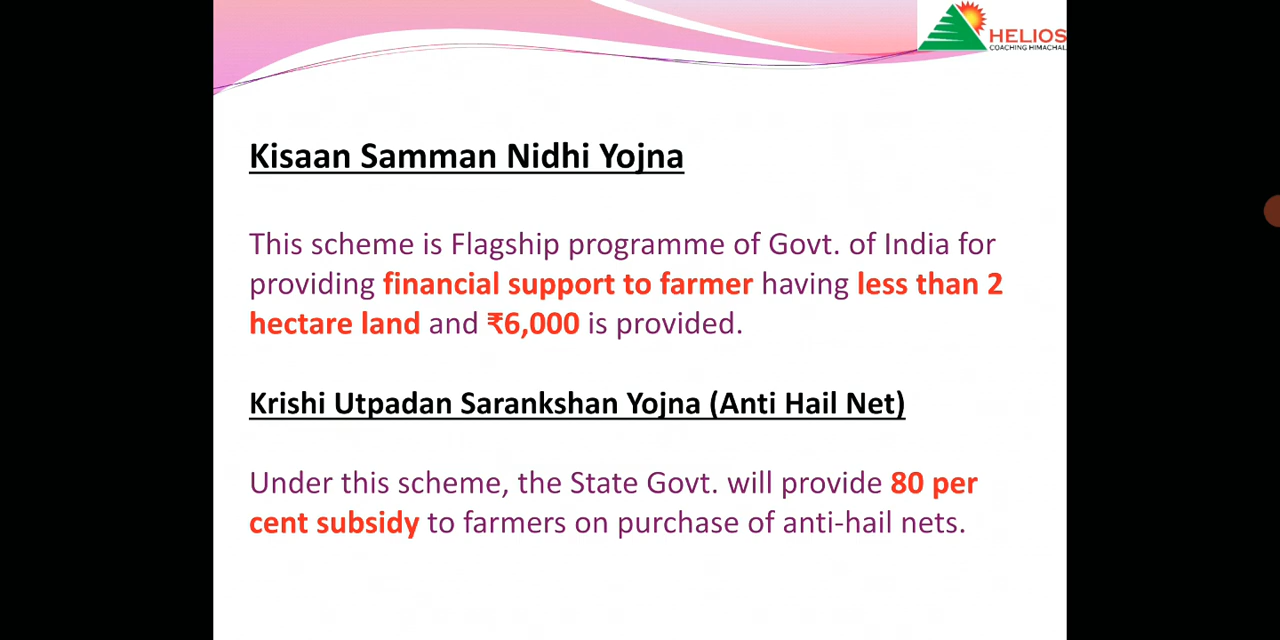 HELIOS
COACHING HIMACHAL
Kisaan Samman Nidhi Yojna
This scheme is Flagship programme of Govt. of India for
providing financial support to farmer having less than 2
hectare land and ₹6,000 is provided.
Krishi Utpadan Sarankshan Yojna (Anti Hail Net)
Under this scheme, the State Govt. will provide 80 per
cent subsidy to farmers on purchase of anti-hail nets.